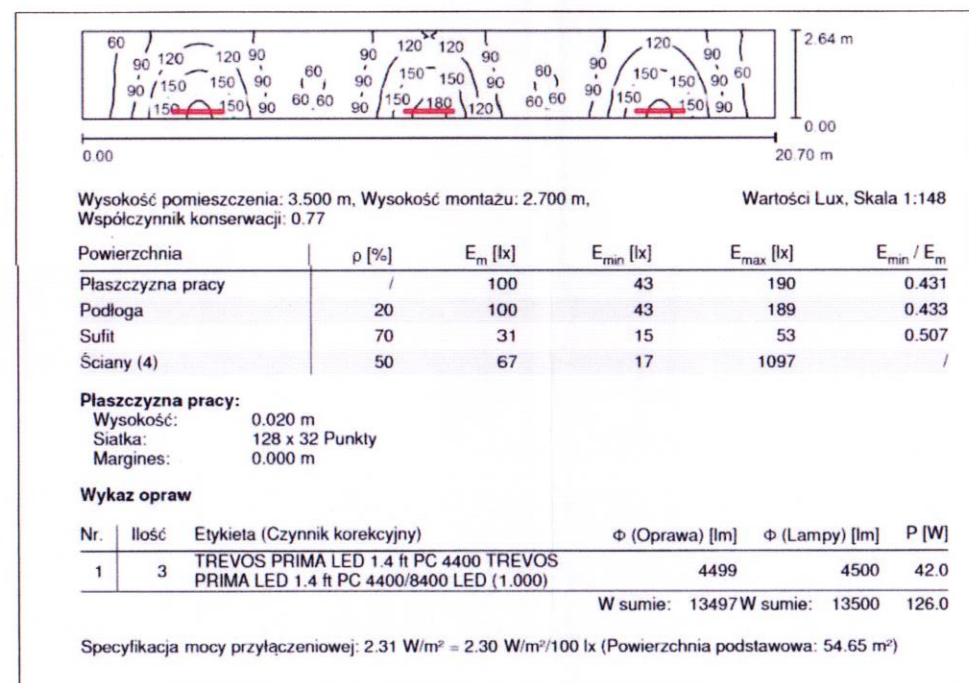 60 120 120 90 90 120 120 90 120 90 2.64 m
90 90 60 90 60 90 60
90 150 150 90 60 60 90 150 150 90 60 60 90 150 150 90
150 150 90 60 60 90 150 180 120 90 60 60 90 150 150 90
0.00
0.00 20.70 m
Wysokość pomieszczenia: 3.500 m, Wysokość montażu: 2.700 m, Wartości Lux, Skala 1:148
Współczynnik konserwacji: 0.77
Powierzchnia ρ [%] Em [lx] Emin [lx] Emax [lx] Emin / Em
Płaszczyzna pracy / 100 43 190 0.431
Podłoga 20 100 43 189 0.433
Sufit 70 31 15 53 0.507
Ściany (4) 50 67 17 1097 /
Płaszczyzna pracy:
Wysokość: 0.020 m
Siatka: 128 x 32 Punkty
Margines: 0.000 m
Wykaz opraw
Nr. Ilość Etykieta (Czynnik korekcyjny) Φ (Oprawa) [lm] Φ (Lampy) [lm] P [W]
1 3 TREVOS PRIMA LED 1.4 ft PC 4400 TREVOS
PRIMA LED 1.4 ft PC 4400/8400 LED (1.000) 4499 4500 42.0
W sumie: 13497 W sumie: 13500 126.0
Specyfikacja mocy przyłączeniowej: 2.31 W/m² = 2.30 W/m²/100 lx (Powierzchnia podstawowa: 54.65 m²)